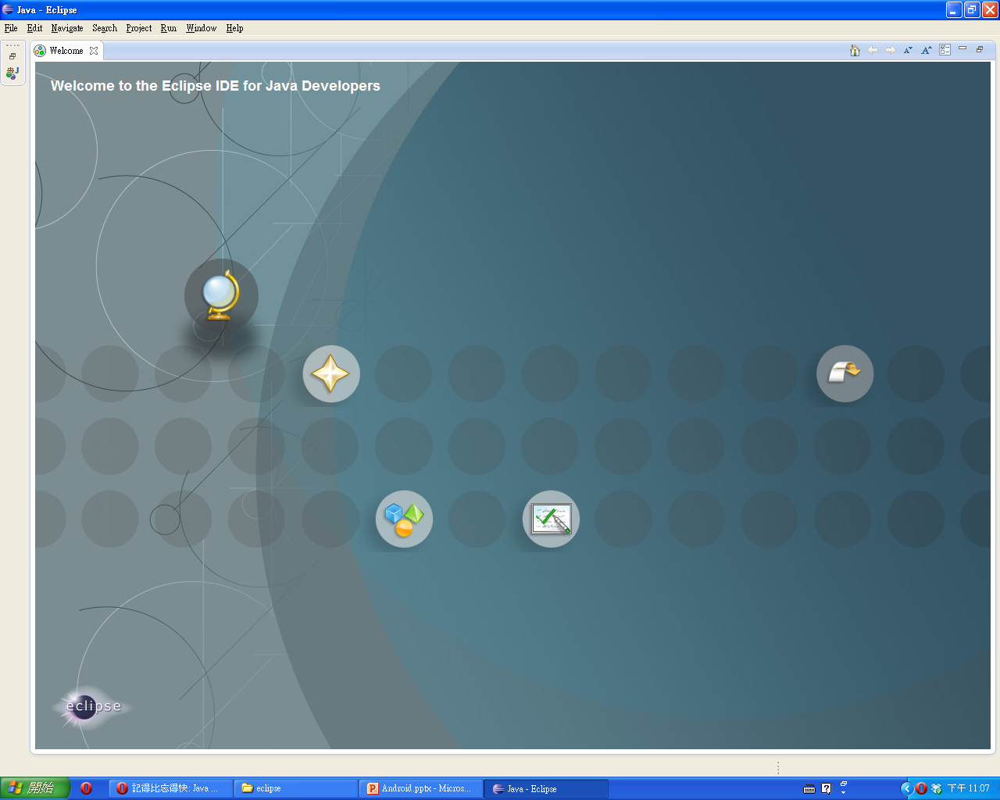 Java - Eclipse
File Edit Navigate Search Project Run Window Help
Welcome
Welcome to the Eclipse IDE for Java Developers
eclipse
開始
記得比忘得快: Java ...
eclipse
Android.pptx - Micros...
Java - Eclipse
下午 11:07